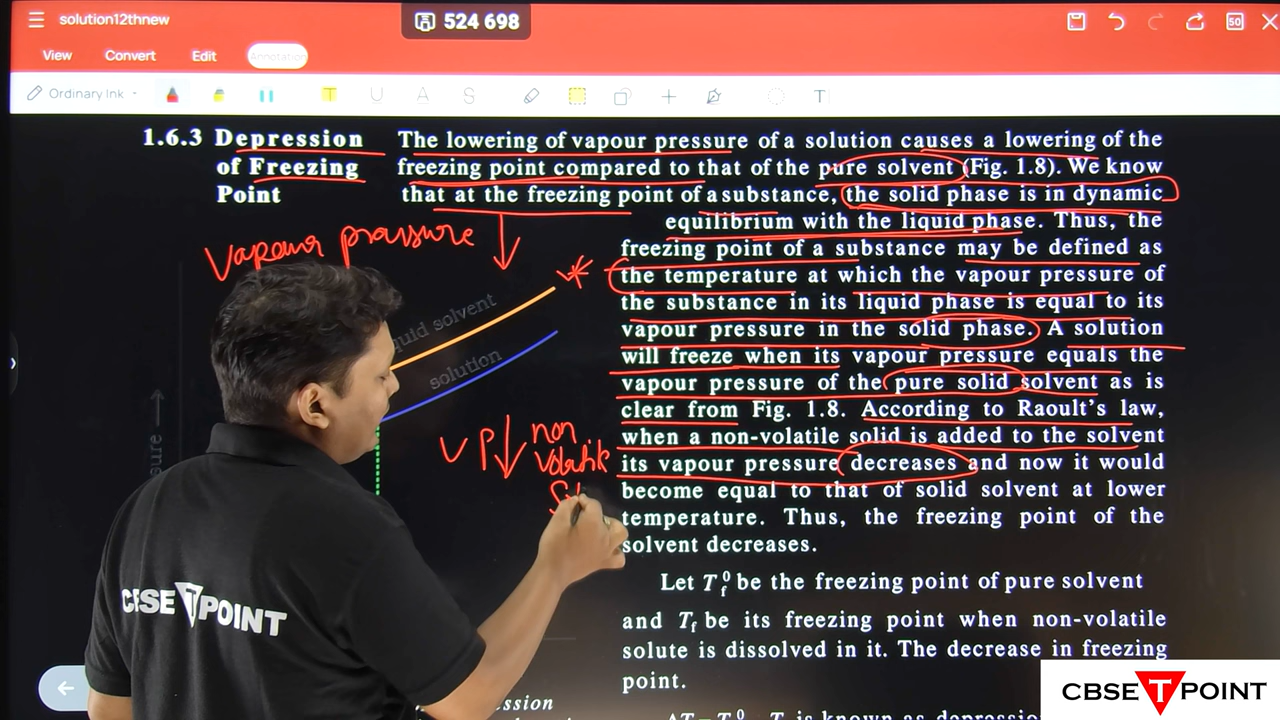 solution12thnew
524 698
50
View Convert Edit Annotation
Ordinary Ink
T U A S T
1.6.3 Depression
of Freezing
Point
The lowering of vapour pressure of a solution causes a lowering of the
freezing point compared to that of the pure solvent (Fig. 1.8). We know
that at the freezing point of a substance, the solid phase is in dynamic
equilibrium with the liquid phase. Thus, the
freezing point of a substance may be defined as
the temperature at which the vapour pressure of
the substance in its liquid phase is equal to its
vapour pressure in the solid phase. A solution
will freeze when its vapour pressure equals the
vapour pressure of the pure solid solvent as is
clear from Fig. 1.8. According to Raoult's law,
when a non-volatile solid is added to the solvent
its vapour pressure decreases and now it would
become equal to that of solid solvent at lower
temperature. Thus, the freezing point of the
solvent decreases.
Let T⁰f be the freezing point of pure solvent
and Tf be its freezing point when non-volatile
solute is dissolved in it. The decrease in freezing
point.
vapour pressure
solvent
solution
VP↓ non
volatile
CBSE POINT
CBSE T POINT